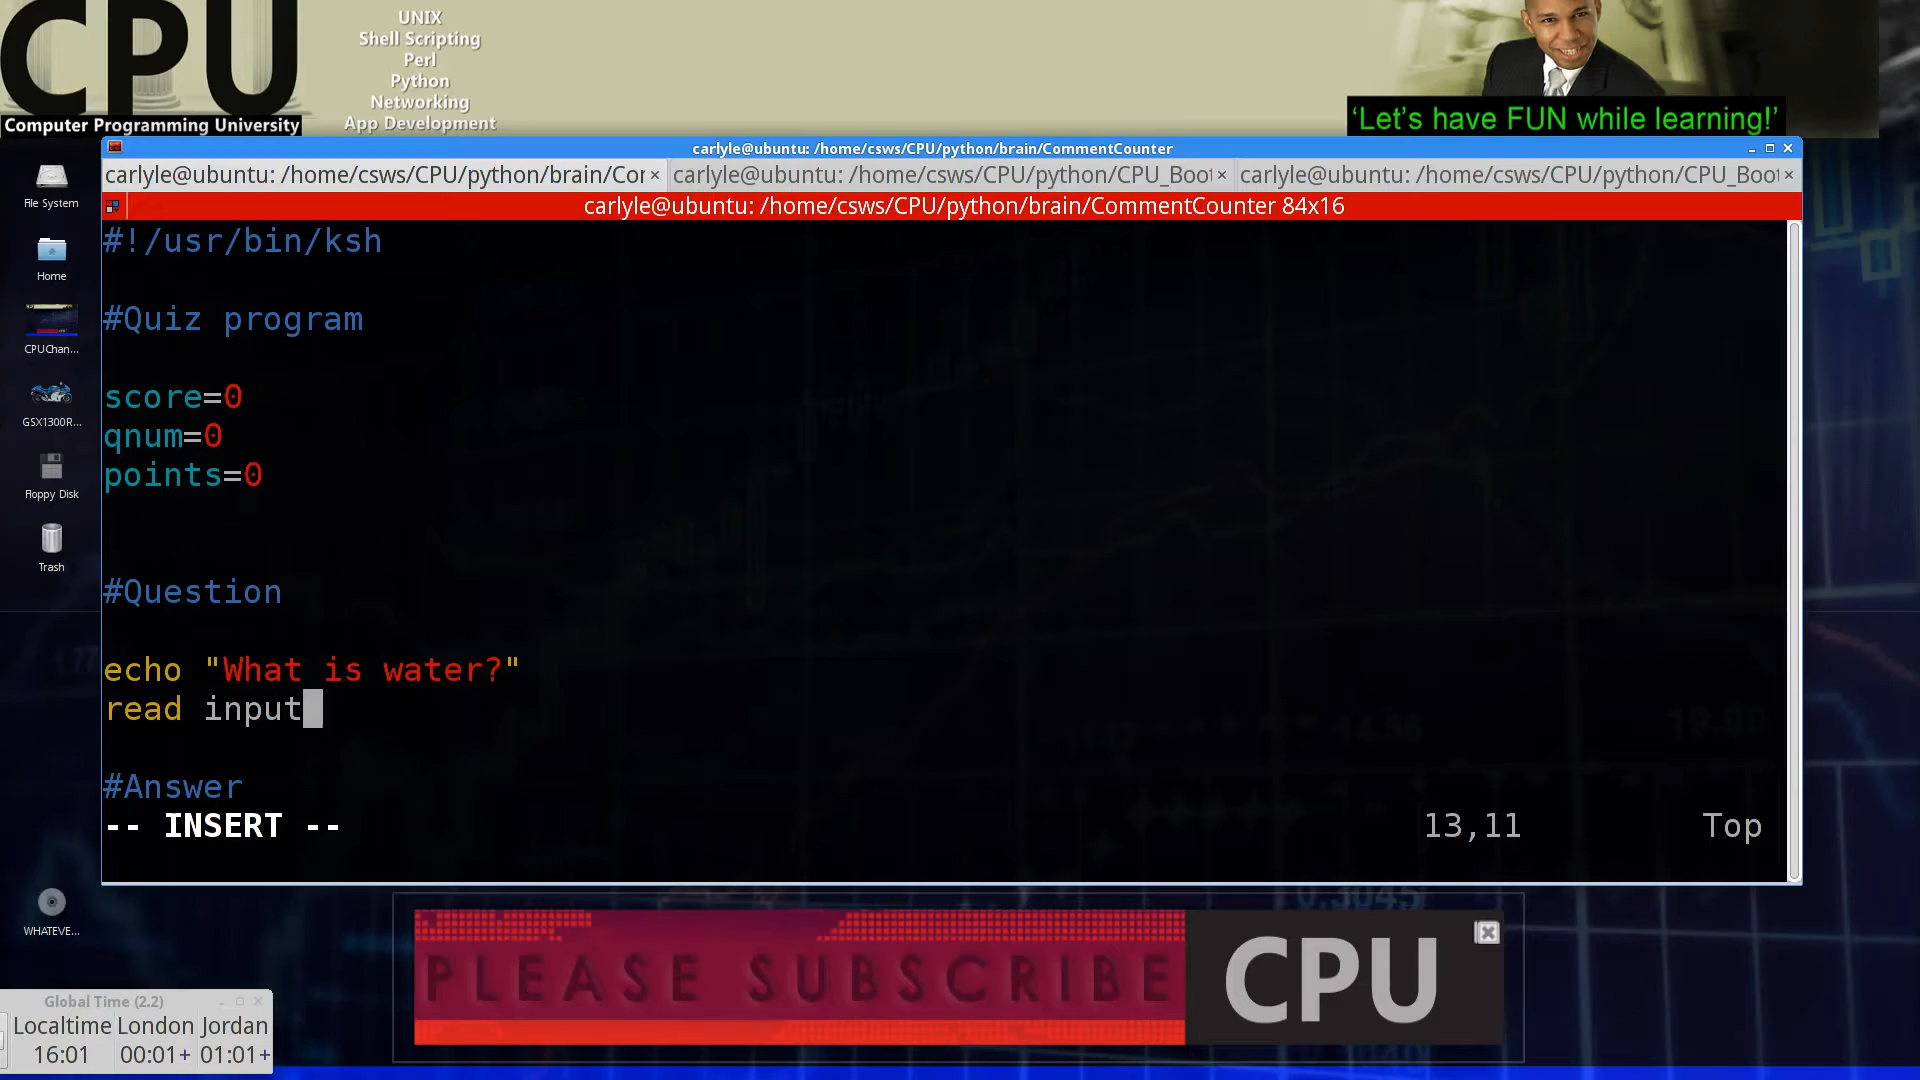 CPU
Computer Programming University
UNIX
Shell Scripting
Perl
Python
Networking
App Development
'Let's have FUN while learning!'
carlyle@ubuntu: /home/csws/CPU/python/brain/CommentCounter
carlyle@ubuntu: /home/csws/CPU/python/brain/Cor
carlyle@ubuntu: /home/csws/CPU/python/CPU_Boot
carlyle@ubuntu: /home/csws/CPU/python/CPU_Boot
carlyle@ubuntu: /home/csws/CPU/python/brain/CommentCounter 84x16
#!/usr/bin/ksh
#Quiz program
score=0
qnum=0
points=0
#Question
echo "What is water?"
read input
#Answer
-- INSERT --
13,11
Top
File System
Home
CPUChan...
GSX1300R...
Floppy Disk
Trash
WHATEVE...
PLEASE SUBSCRIBE
CPU
Global Time (2.2)
Localtime London Jordan
16:01 00:01+ 01:01+